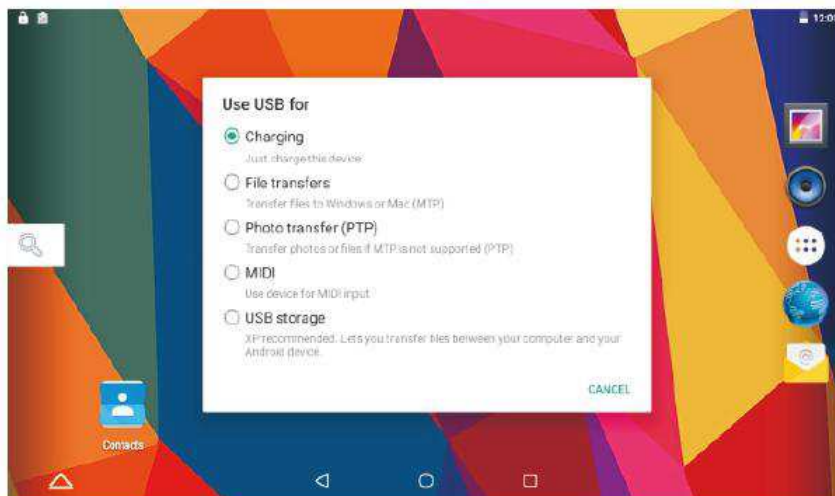 12:0
Use USB for
Charging
Just charge this device
File transfers
Transfer files to Windows or Mac (MTP)
Photo transfer (PTP)
Transfer photos or files if MTP is not supported (PTP)
MIDI
Use device for MIDI input
USB storage
XP recommended. Lets you transfer files between your computer and your
Android device.
CANCEL
Contacts